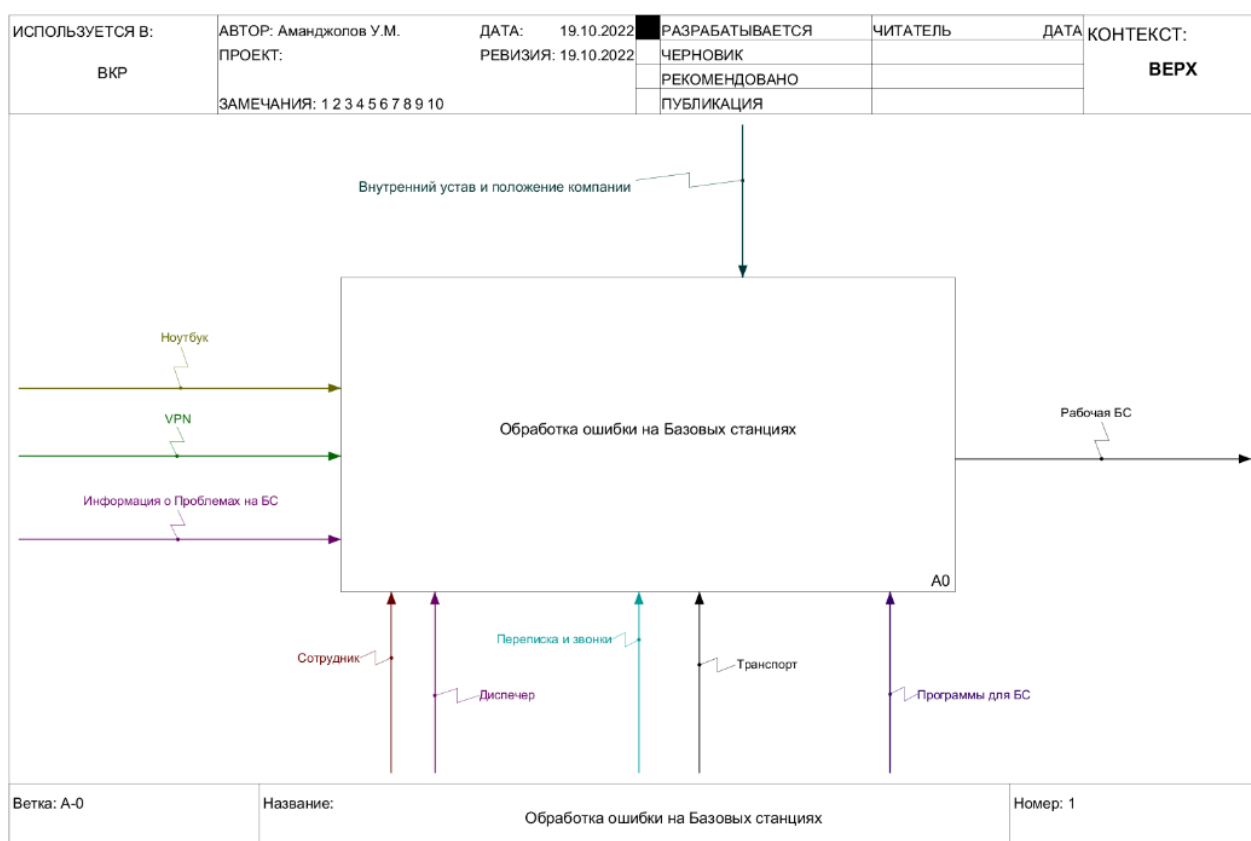 ИСПОЛЬЗУЕТСЯ В:
ВКР
АВТОР: Аманджолов У.М.
ДАТА: 19.10.2022
ПРОЕКТ:
РЕВИЗИЯ: 19.10.2022
ЗАМЕЧАНИЯ: 1 2 3 4 5 6 7 8 9 10
РАЗРАБАТЫВАЕТСЯ
ЧЕРНОВИК
РЕКОМЕНДОВАНО
ПУБЛИКАЦИЯ
ЧИТАТЕЛЬ
ДАТА
КОНТЕКСТ:
ВЕРХ
Внутренний устав и положение компании
Ноутбук
VPN
Информация о Проблемах на БС
Обработка ошибки на Базовых станциях
Рабочая БС
A0
Сотрудник
Диспечер
Переписка и звонки
Транспорт
Программы для БС
Ветка: A-0
Название:
Обработка ошибки на Базовых станциях
Номер: 1